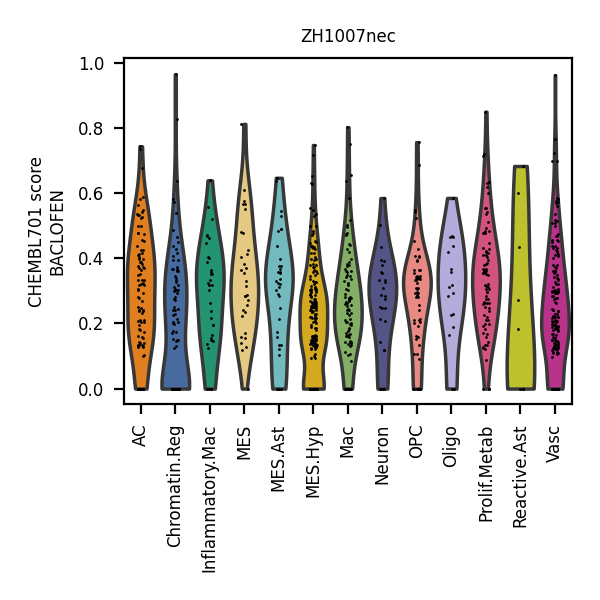 ZH1007nec
CHEMBL701 score
BACLOFEN
1.0
0.8
0.6
0.4
0.2
0.0
AC
Chromatin.Reg
Inflammatory.Mac
MES
MES.Ast
MES.Hyp
Mac
Neuron
OPC
Oligo
Prolif.Metab
Reactive.Ast
Vasc